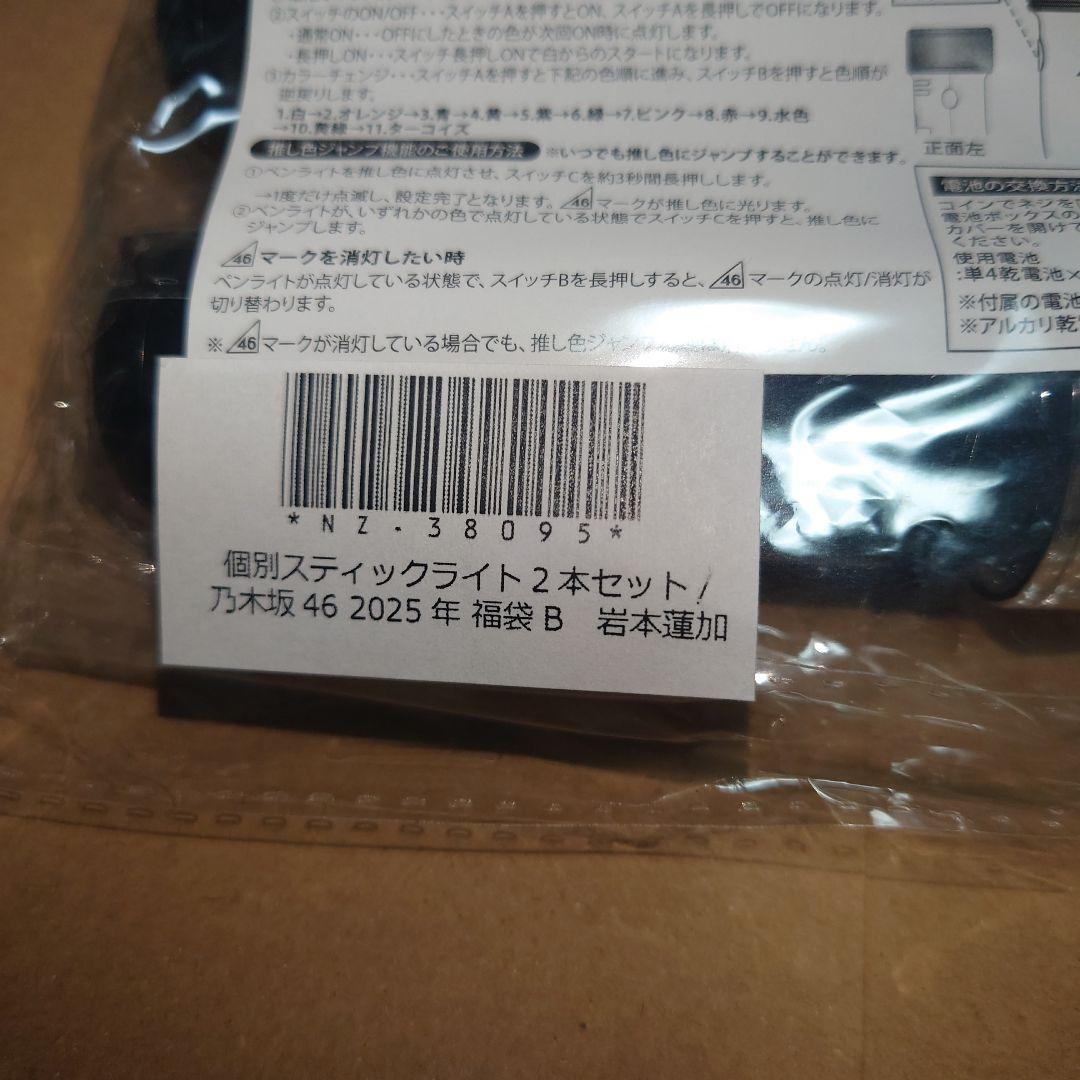 ②スイッチのON/OFF・・・スイッチAを押すとON、スイッチAを長押しでOFFになります。
・通常ON・・・OFFにしたときの色が次回ON時に点灯します。
・長押しON・・・スイッチ長押しONで白からのスタートになります。
③カラーチェンジ・・・スイッチAを押すと下記の色順に進み、スイッチBを押すと色順が
逆戻りします。
1.白→2.オレンジ→3.青→4.黄→5.紫→6.緑→7.ピンク→8.赤→9.水色
→10.黄緑→11.ターコイズ
推し色ジャンプ機能のご使用方法 ※いつでも推し色にジャンプすることができます。
①ペンライトを推し色に点灯させ、スイッチCを約3秒間長押しします。
→1度だけ点滅し、設定完了となります。46マークが推し色に光ります。
②ペンライトが、いずれかの色で点灯している状態でスイッチCを押すと、推し色に
ジャンプします。
46マークを消灯したい時
ペンライトが点灯している状態で、スイッチBを長押しすると、46マークの点灯/消灯が
切り替わります。
※46マークが消灯している場合でも、推し色ジャン
正面左
電池の交換方法
コインでネジを
電池ボックスの
カバーを開けて
ください。
使用電池
:単4乾電池×
※付属の電池
※アルカリ乾
*NZ-38095*
個別スティックライト2本セット/
乃木坂46 2025年 福袋B 岩本蓮加